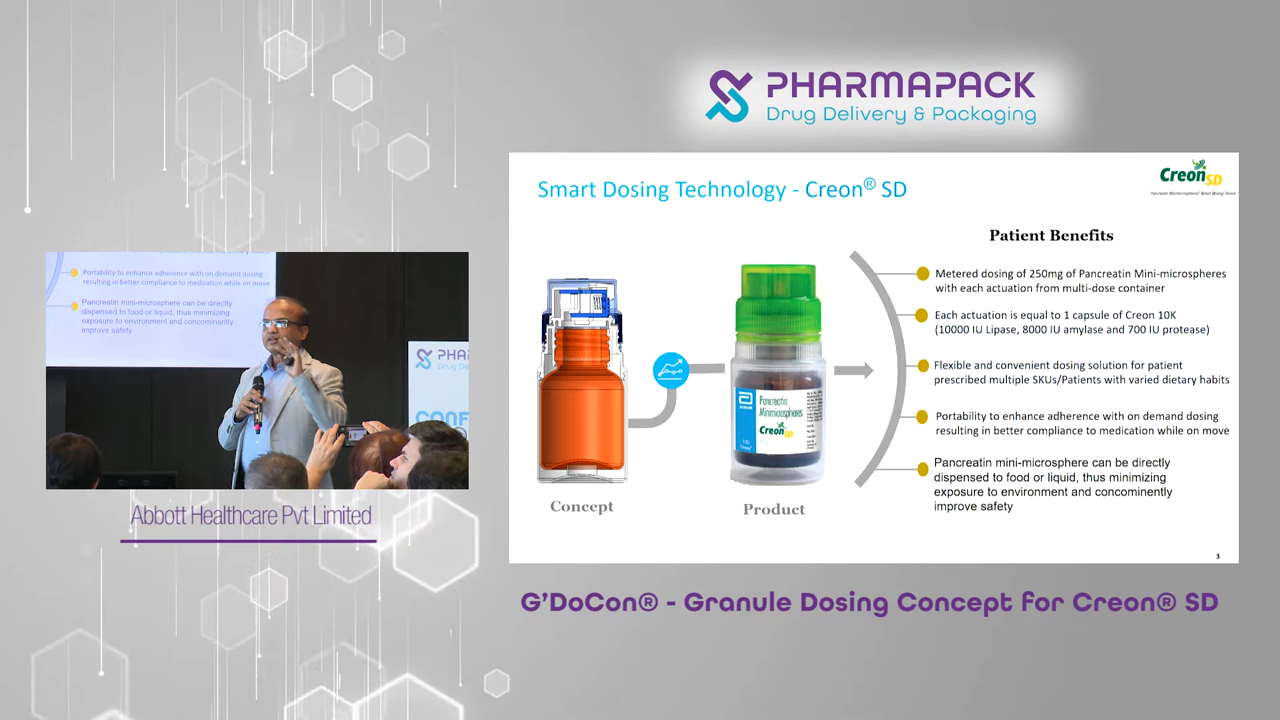 PHARMAPACK
Drug Delivery & Packaging
Smart Dosing Technology - Creon® SD
Creon SD
Patient Benefits
Metered dosing of 250mg of Pancreatin Mini-microspheres
with each actuation from multi-dose container
Each actuation is equal to 1 capsule of Creon 10K
(10000 IU Lipase, 8000 IU amylase and 700 IU protease)
Flexible and convenient dosing solution for patient
prescribed multiple SKUs/Patients with varied dietary habits
Portability to enhance adherence with on demand dosing
resulting in better compliance to medication while on move
Pancreatin mini-microsphere can be directly
dispensed to food or liquid, thus minimizing
exposure to environment and concominently
improve safety
Pancreatin
Minimicrospheres
Creon SD
Concept
Product
3
Portability to enhance adherence with on demand dosing
resulting in better compliance to medication while on move
Pancreatin mini-microsphere can be directly
dispensed to food or liquid, thus minimizing
exposure to environment and concominently
improve safety
PHARM
Drug Del
CONF
Abbott Healthcare Pvt Limited
G'DoCon® - Granule Dosing Concept for Creon® SD